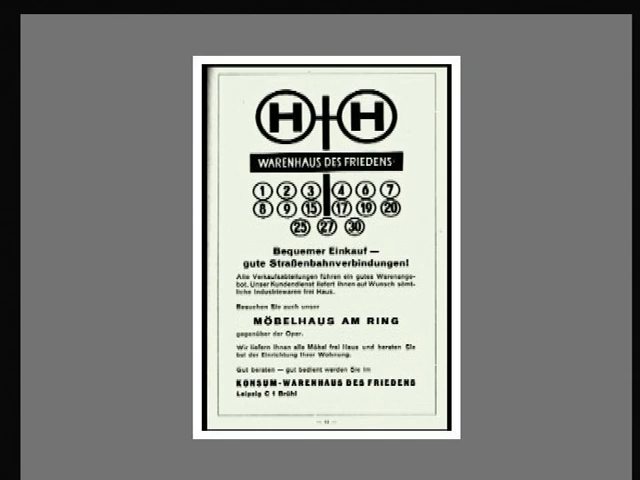 H H
WARENHAUS DES FRIEDENS
1 2 3 4 6 7
8 9 15 17 19 20
25 27 30
Bequemer Einkauf —
gute Straßenbahnverbindungen!
Alle Verkaufsabteilungen führen ein gutes Warenange-
bot. Unser Kundendienst liefert Ihnen auf Wunsch sämt-
liche Industriewaren frei Haus.
Besuchen Sie auch unser
MÖBELHAUS AM RING
gegenüber der Oper.
Wir liefern Ihnen alle Möbel frei Haus und beraten Sie
bei der Einrichtung Ihrer Wohnung.
Gut beraten — gut bedient werden Sie im
KONSUM-WARENHAUS DES FRIEDENS
Leipzig C 1 Brühl